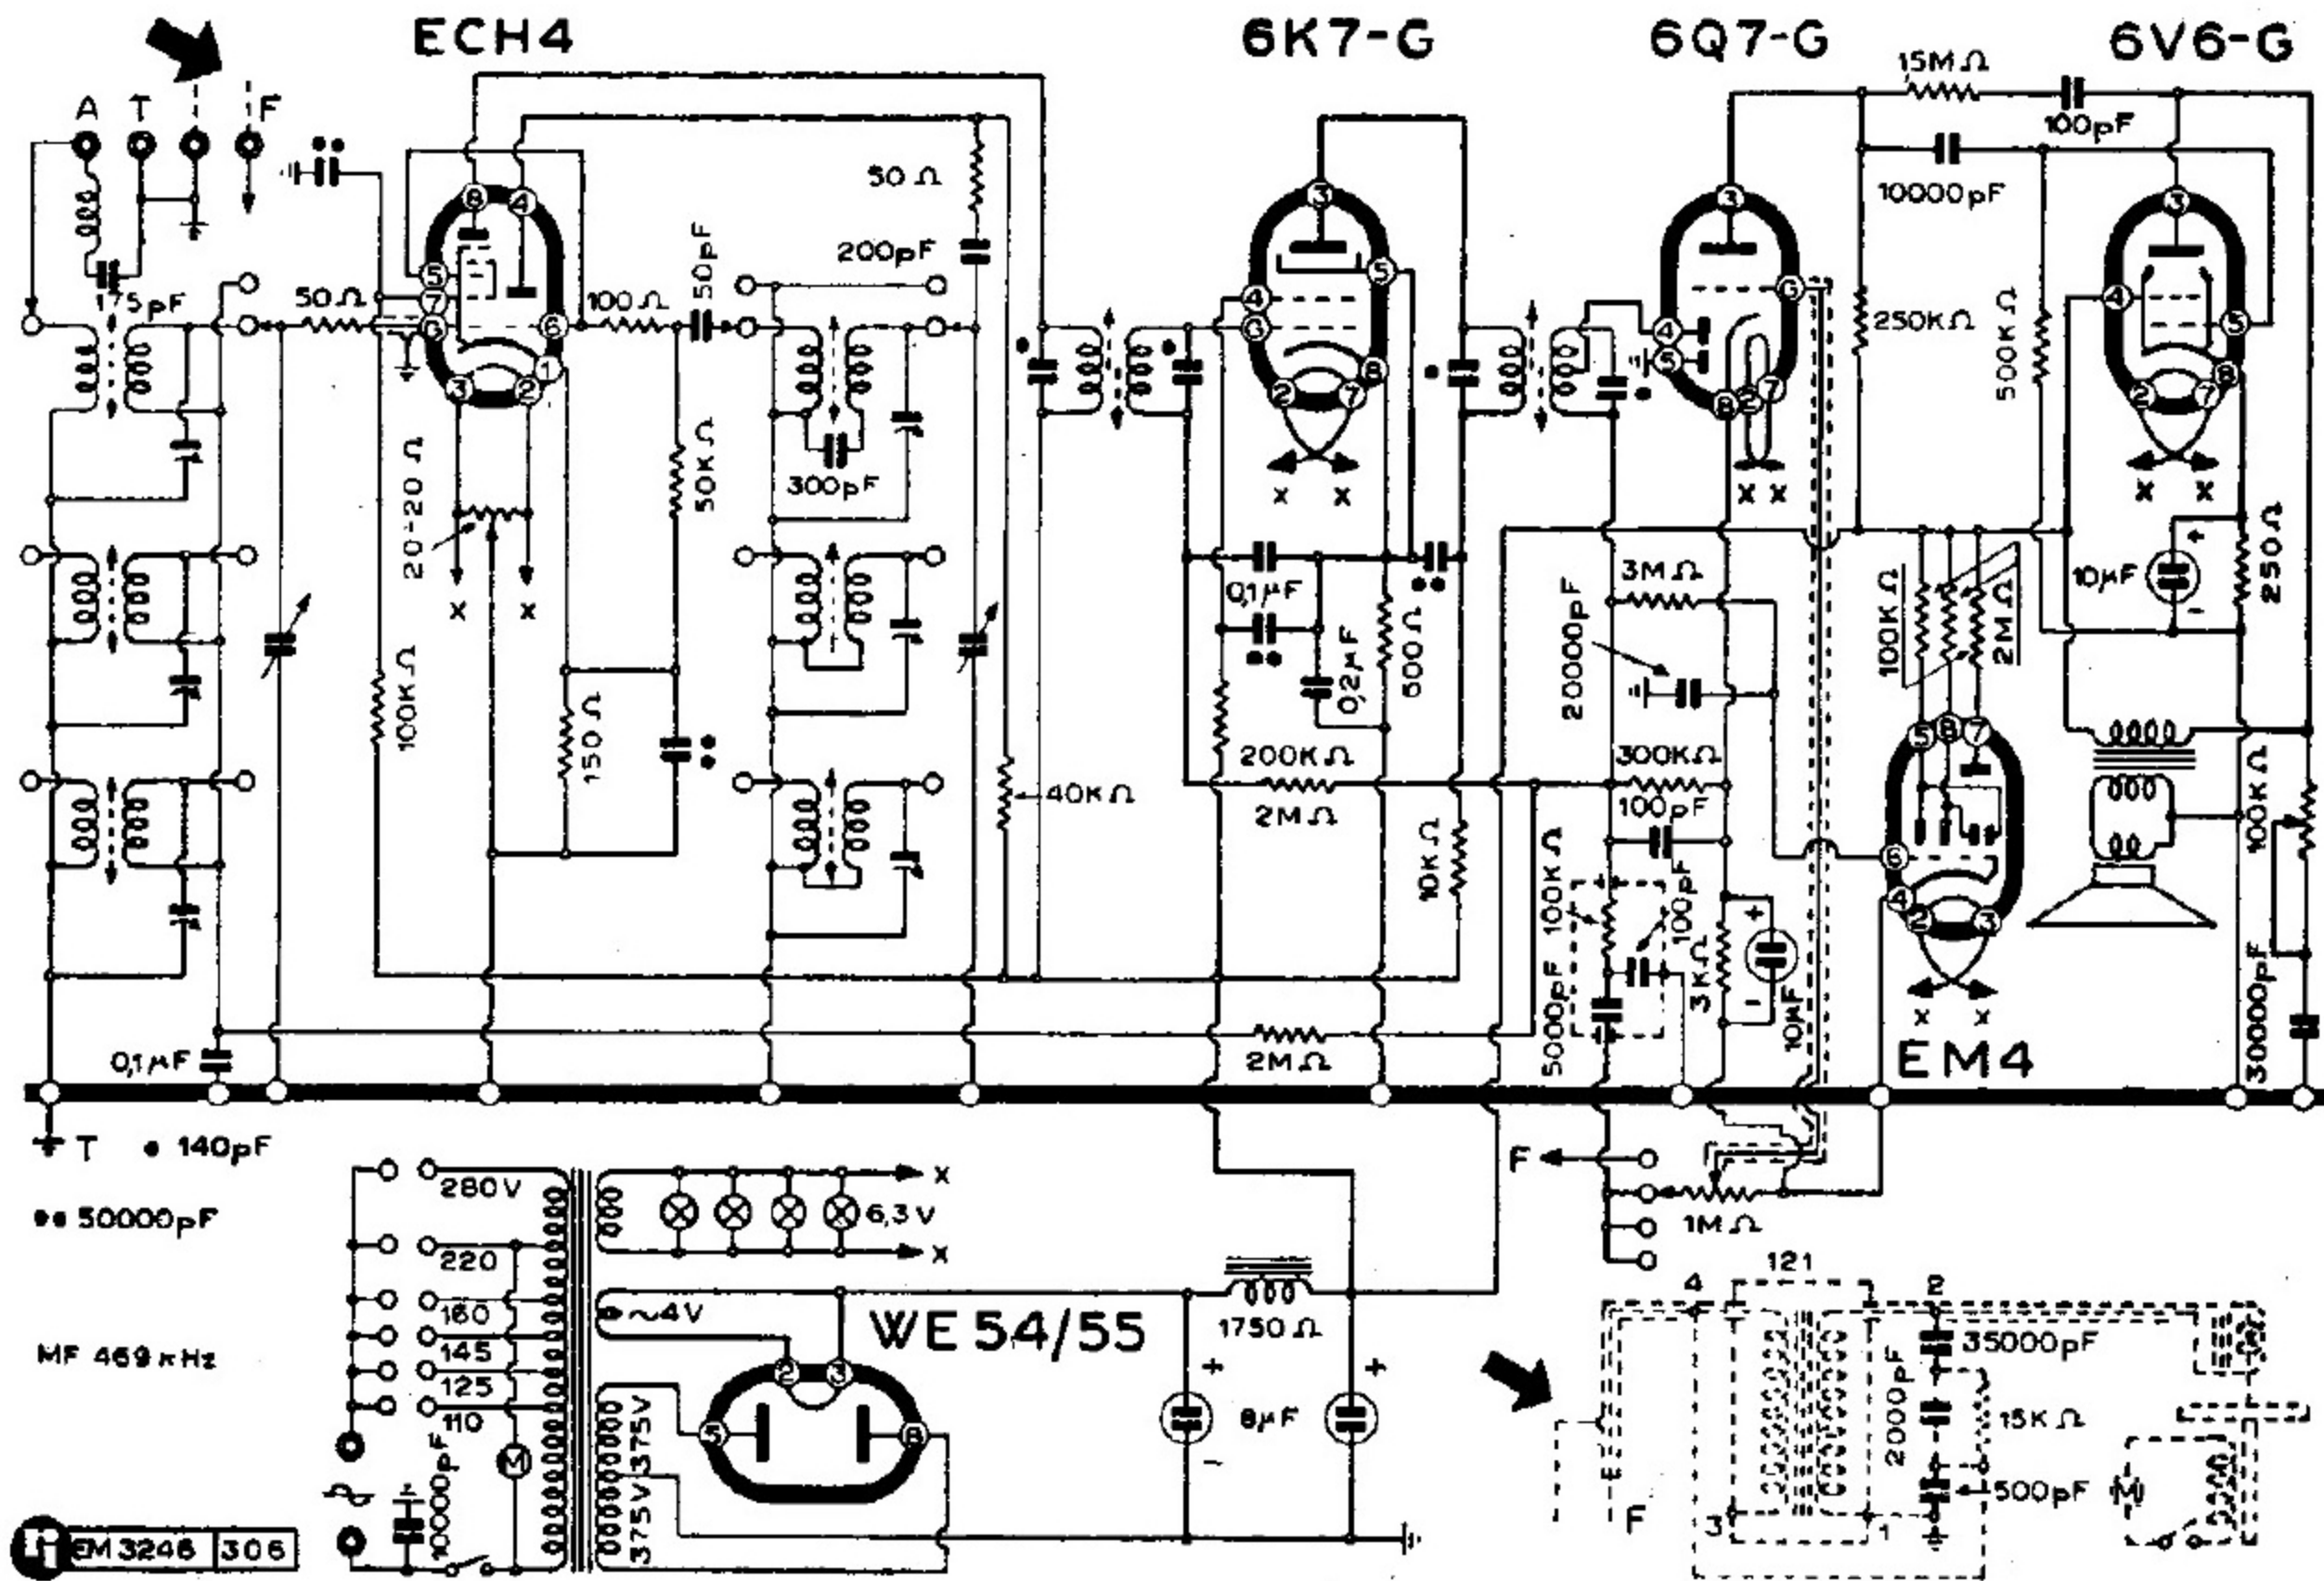 ECH4
6K7-G
6Q7-G
6V6-G
A T F
175pF
50Ω
100Ω
50pF
50Ω
200pF
300pF
20-20 Ω
x x
50KΩ
100KΩ
150Ω
40KΩ
0,1µF
x x
0,1µF
0,2µF
600Ω
200KΩ
2MΩ
10KΩ
2MΩ
15MΩ
100pF
10000pF
250KΩ
500KΩ
x x
x x
3MΩ
20000pF
300KΩ
100pF
100KΩ
100pF
5000pF
3KΩ
10µF
100KΩ
2MΩ
10µF
250Ω
100KΩ
30000pF
x x
EM4
T
• 140pF
•• 50000pF
MF 469 KHz
280V
220
160
145
125
110
10000pF
M
6,3V
x
x
~4V
WE 54/55
375V 375V
1750Ω
8µF
F
1MΩ
121
4 2
35000pF
2000pF
15KΩ
500pF
3 1
F
M
EM 3246 306